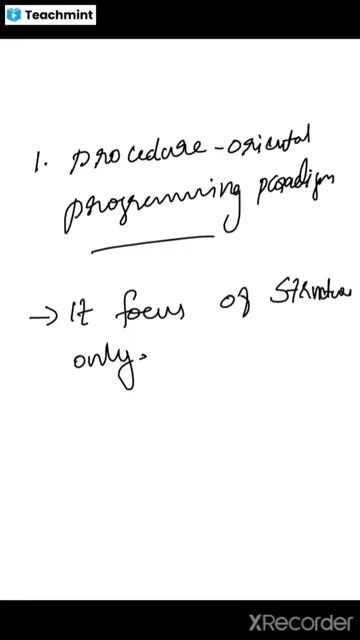 Teachmint
1. procedure-oriental
programming paradigm
→ It focus of Structure
only.
XRecorder